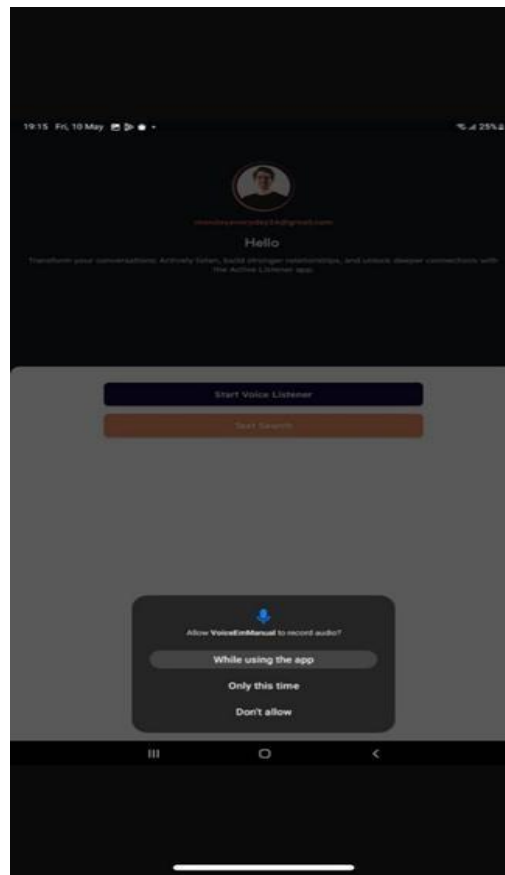 19:15 Fri, 10 May
25%
Hello
Transform your conversations: Actively listen, build stronger relationships, and unlock deeper connections with
the Active Listener app.
Start Voice Listener
Text Search
Allow VoiceEmManual to record audio?
While using the app
Only this time
Don't allow